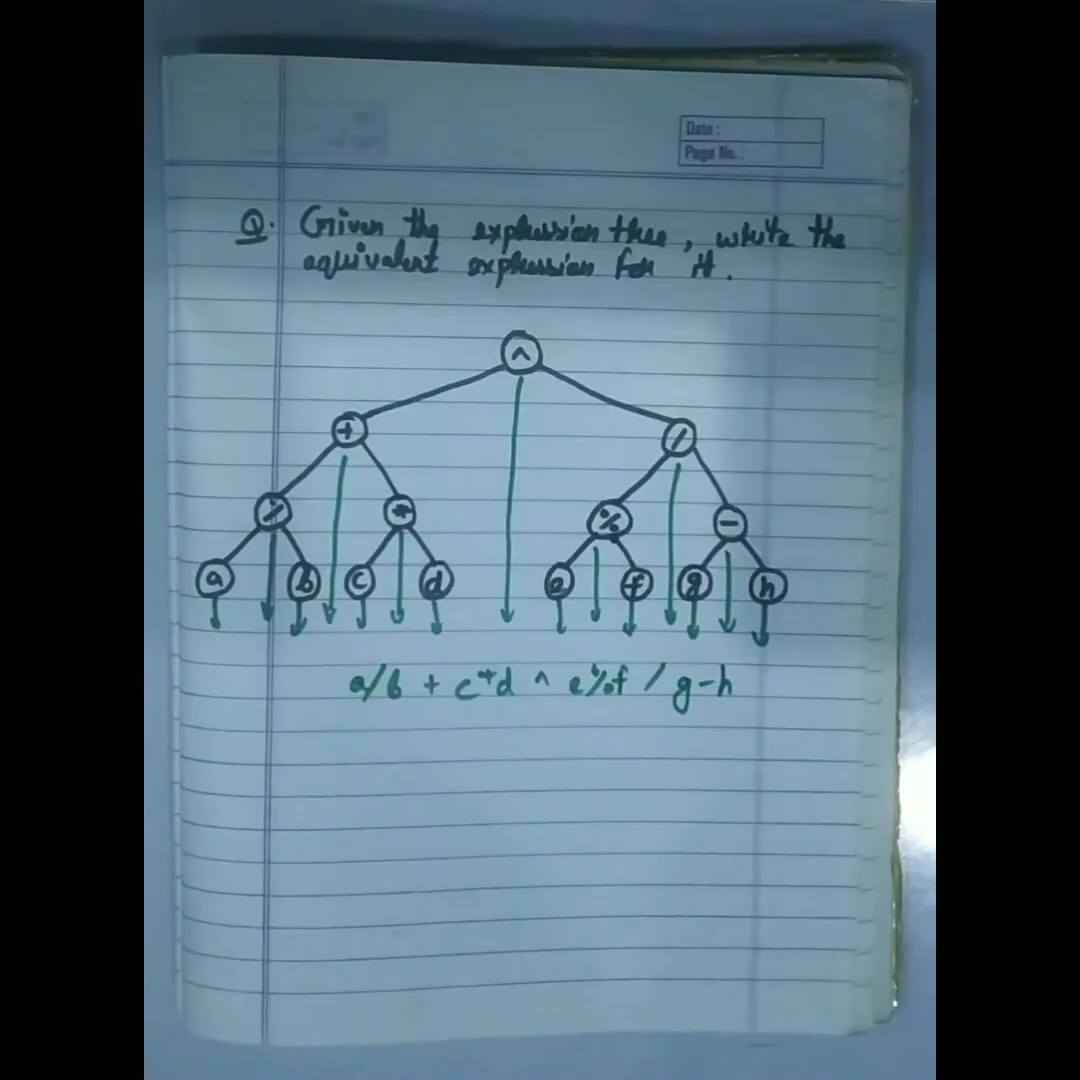 Date:
Page No.:
Q. Given the expression tree, write the
equivalent expression for it.
^
+ /
/ * % -
a b c d e f g h
a/b + c*d ^ e%f / g-h